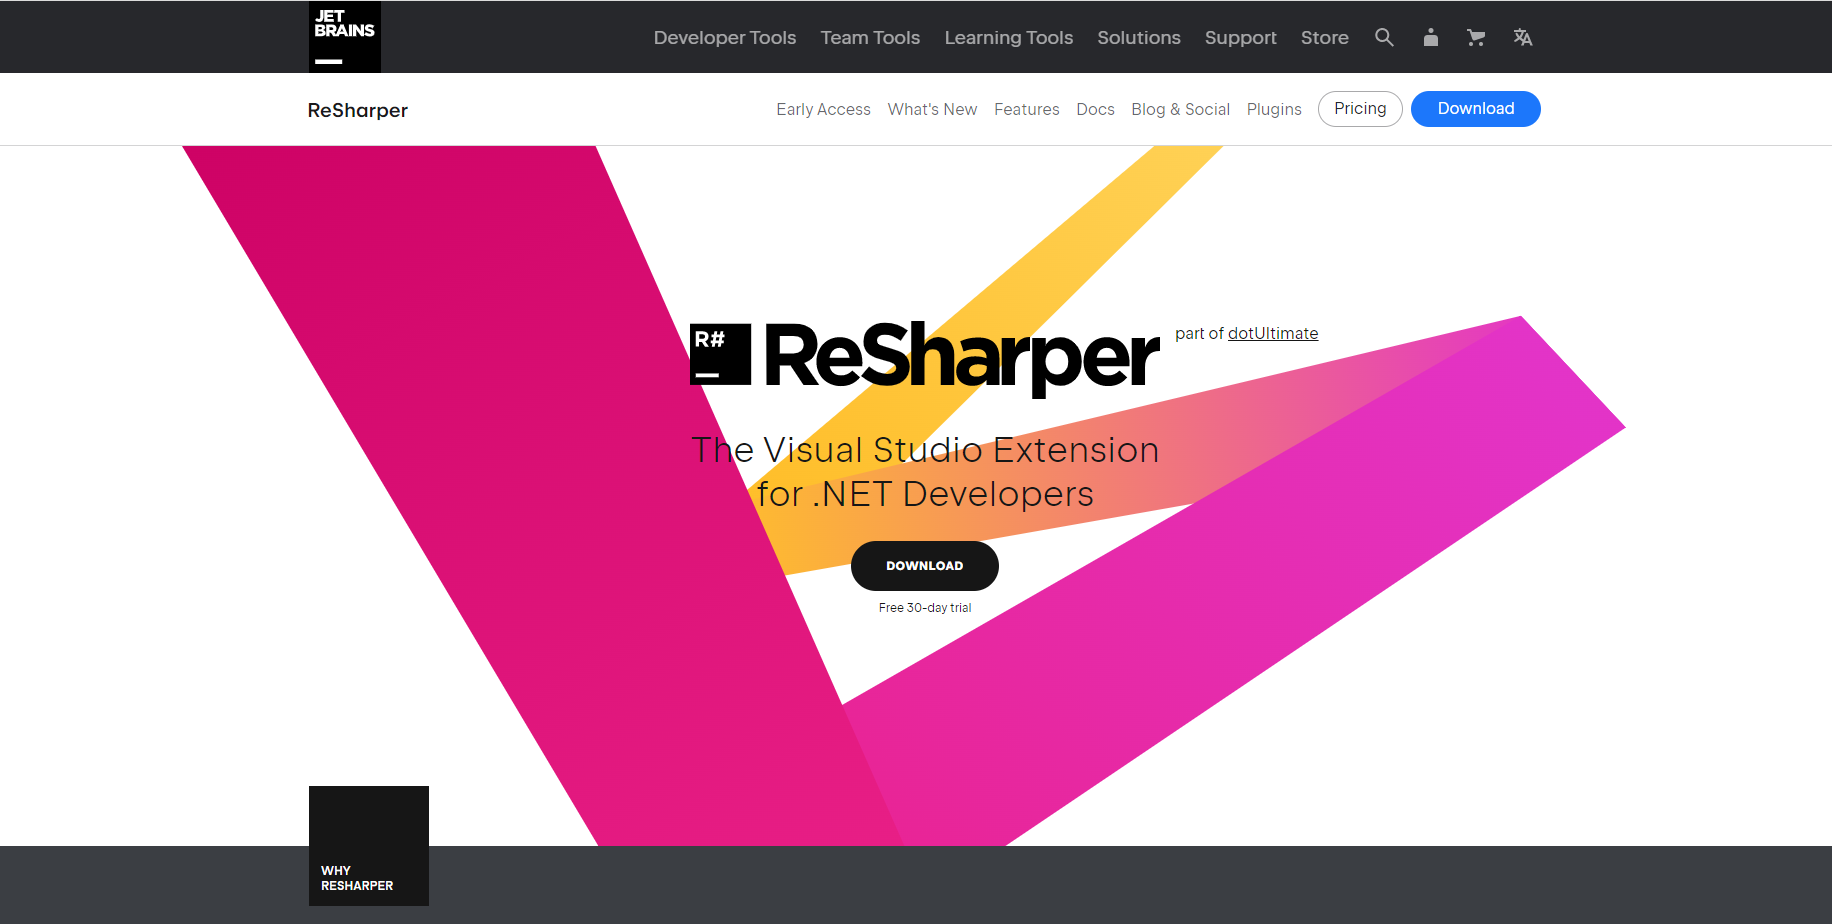 JET
BRAINS
Developer Tools Team Tools Learning Tools Solutions Support Store
ReSharper
Early Access What's New Features Docs Blog & Social Plugins Pricing Download
R# ReSharper part of dotUltimate
The Visual Studio Extension
for .NET Developers
DOWNLOAD
Free 30-day trial
WHY
RESHARPER